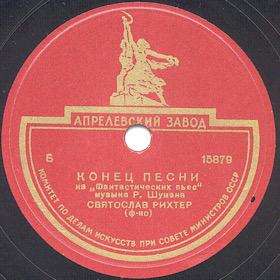 АПРЕЛЕВСКИЙ ЗАВОД
Б 15879
КОНЕЦ ПЕСНИ
из „Фантастических пьес“
музыка Р. Шумана
СВЯТОСЛАВ РИХТЕР
(ф-но)
КОМИТЕТ ПО ДЕЛАМ ИСКУССТВ ПРИ СОВЕТЕ МИНИСТРОВ СССР